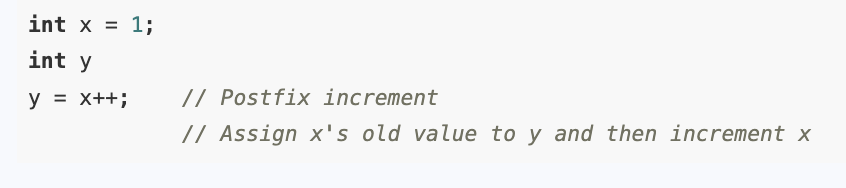 int x = 1;
int y
y = x++;    // Postfix increment
// Assign x's old value to y and then increment x